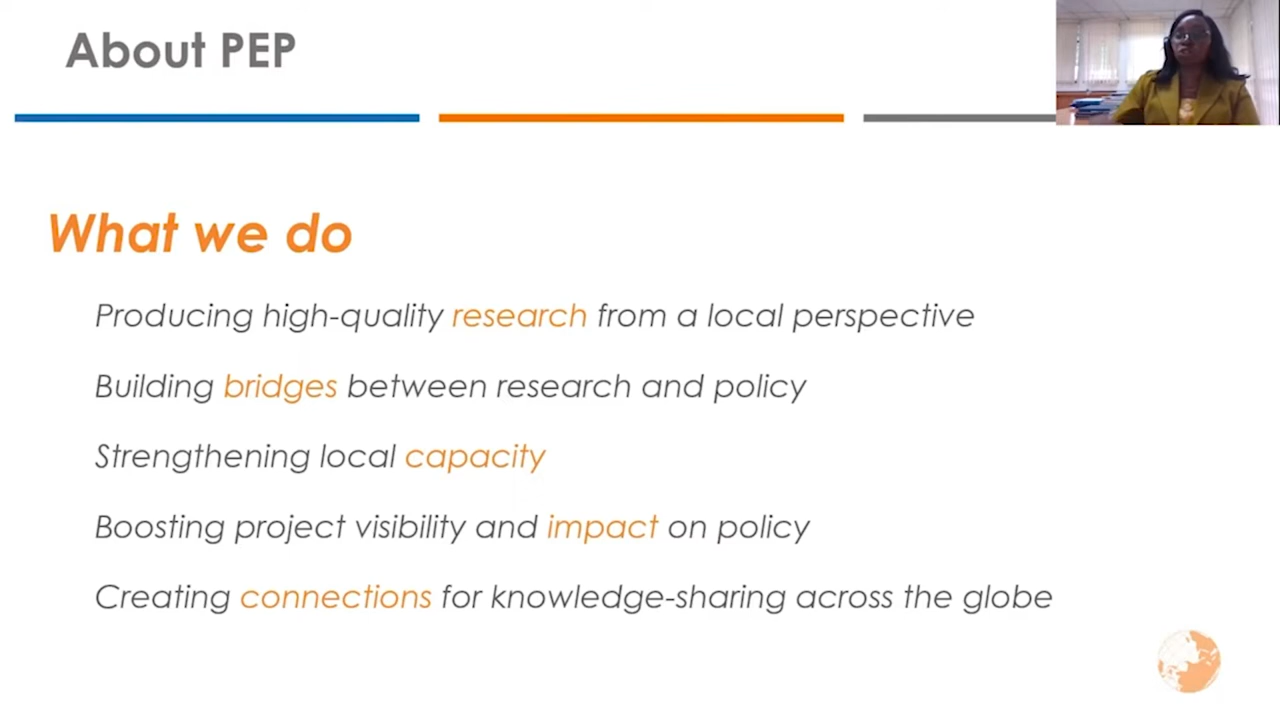 About PEP
What we do
Producing high-quality research from a local perspective
Building bridges between research and policy
Strengthening local capacity
Boosting project visibility and impact on policy
Creating connections for knowledge-sharing across the globe